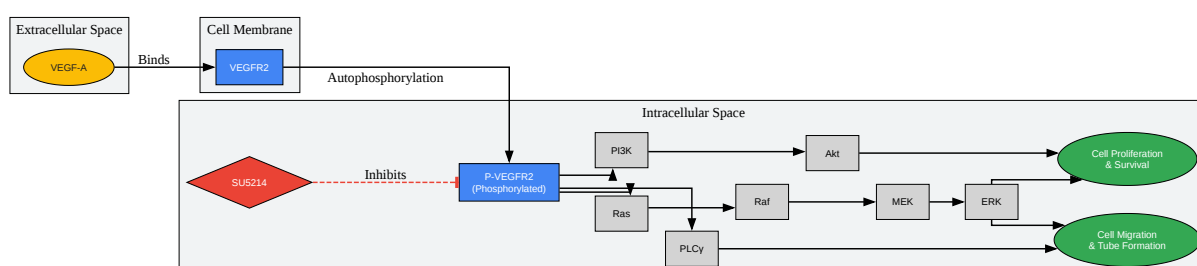 Extracellular Space
Cell Membrane
VEGF-A
Binds
VEGFR2
Autophosphorylation
Intracellular Space
SU5214
Inhibits
P-VEGFR2
(Phosphorylated)
PI3K
Akt
Cell Proliferation
& Survival
Ras
Raf
MEK
ERK
PLCγ
Cell Migration
& Tube Formation